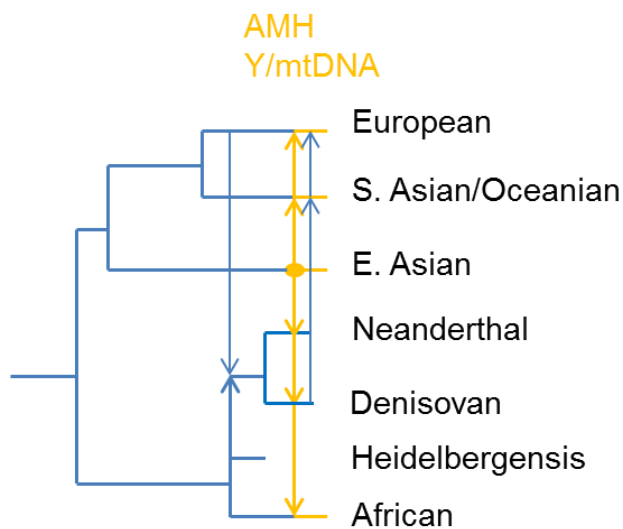 AMH
Y/mtDNA
European
S. Asian/Oceanian
E. Asian
Neanderthal
Denisovan
Heidelbergensis
African